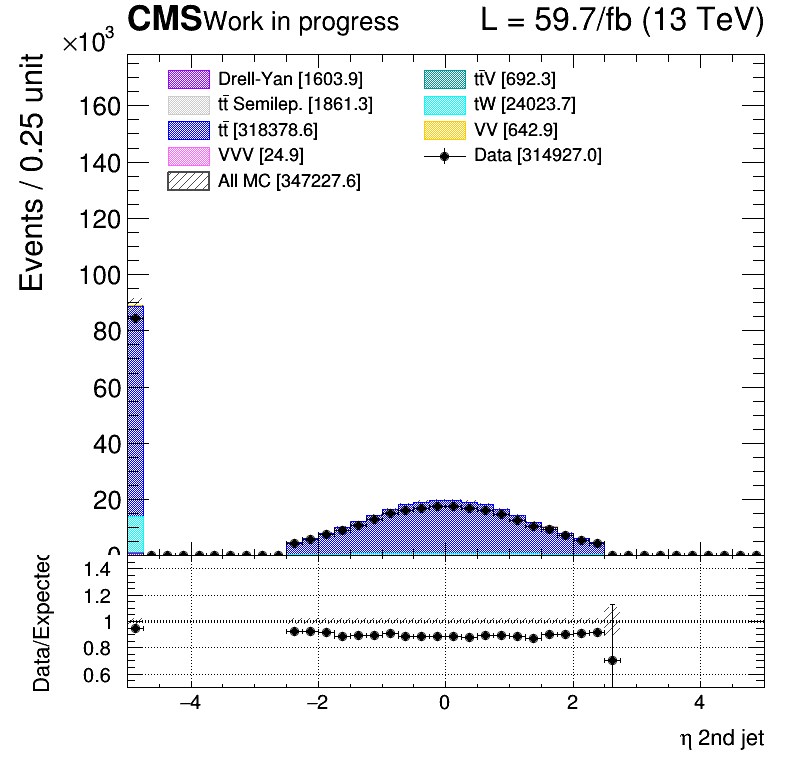 CMS Work in progress L = 59.7/fb (13 TeV)
×10³
Drell-Yan [1603.9] tt̄V [692.3]
tt̄ Semilep. [1861.3] tW [24023.7]
tt̄ [318378.6] VV [642.9]
VVV [24.9] Data [314927.0]
All MC [347227.6]
Events / 0.25 unit
160
140
120
100
80
60
40
20
0
Data/Expected
1.4
1.2
1
0.8
0.6
−4 −2 0 2 4
η 2nd jet